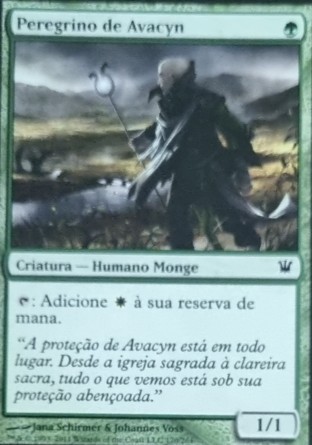 Peregrino de Avacyn
Criatura — Humano Monge
: Adicione à sua reserva de
mana.
"A proteção de Avacyn está em todo
lugar. Desde a igreja sagrada à clareira
sacra, tudo o que vemos está sob sua
proteção abençoada."
Jana Schirmer & Johannes Voss
1/1